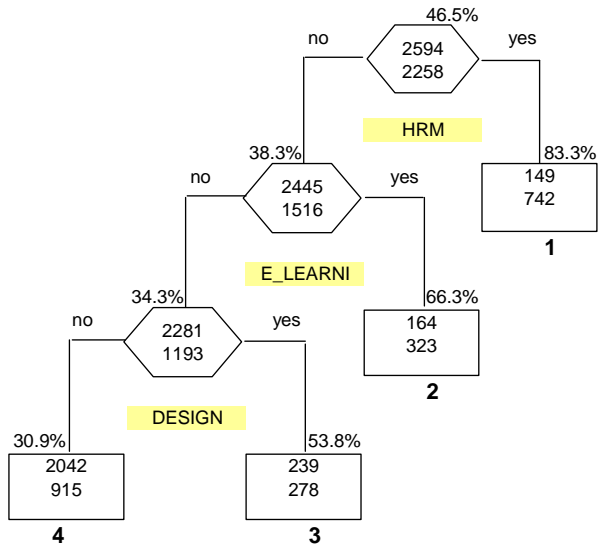 46.5%
no
2594
2258
yes
HRM
38.3%
83.3%
no
2445
1516
yes
149
742
1
E_LEARNI
34.3%
66.3%
no
2281
1193
yes
164
323
2
DESIGN
30.9%
53.8%
2042
915
239
278
4
3